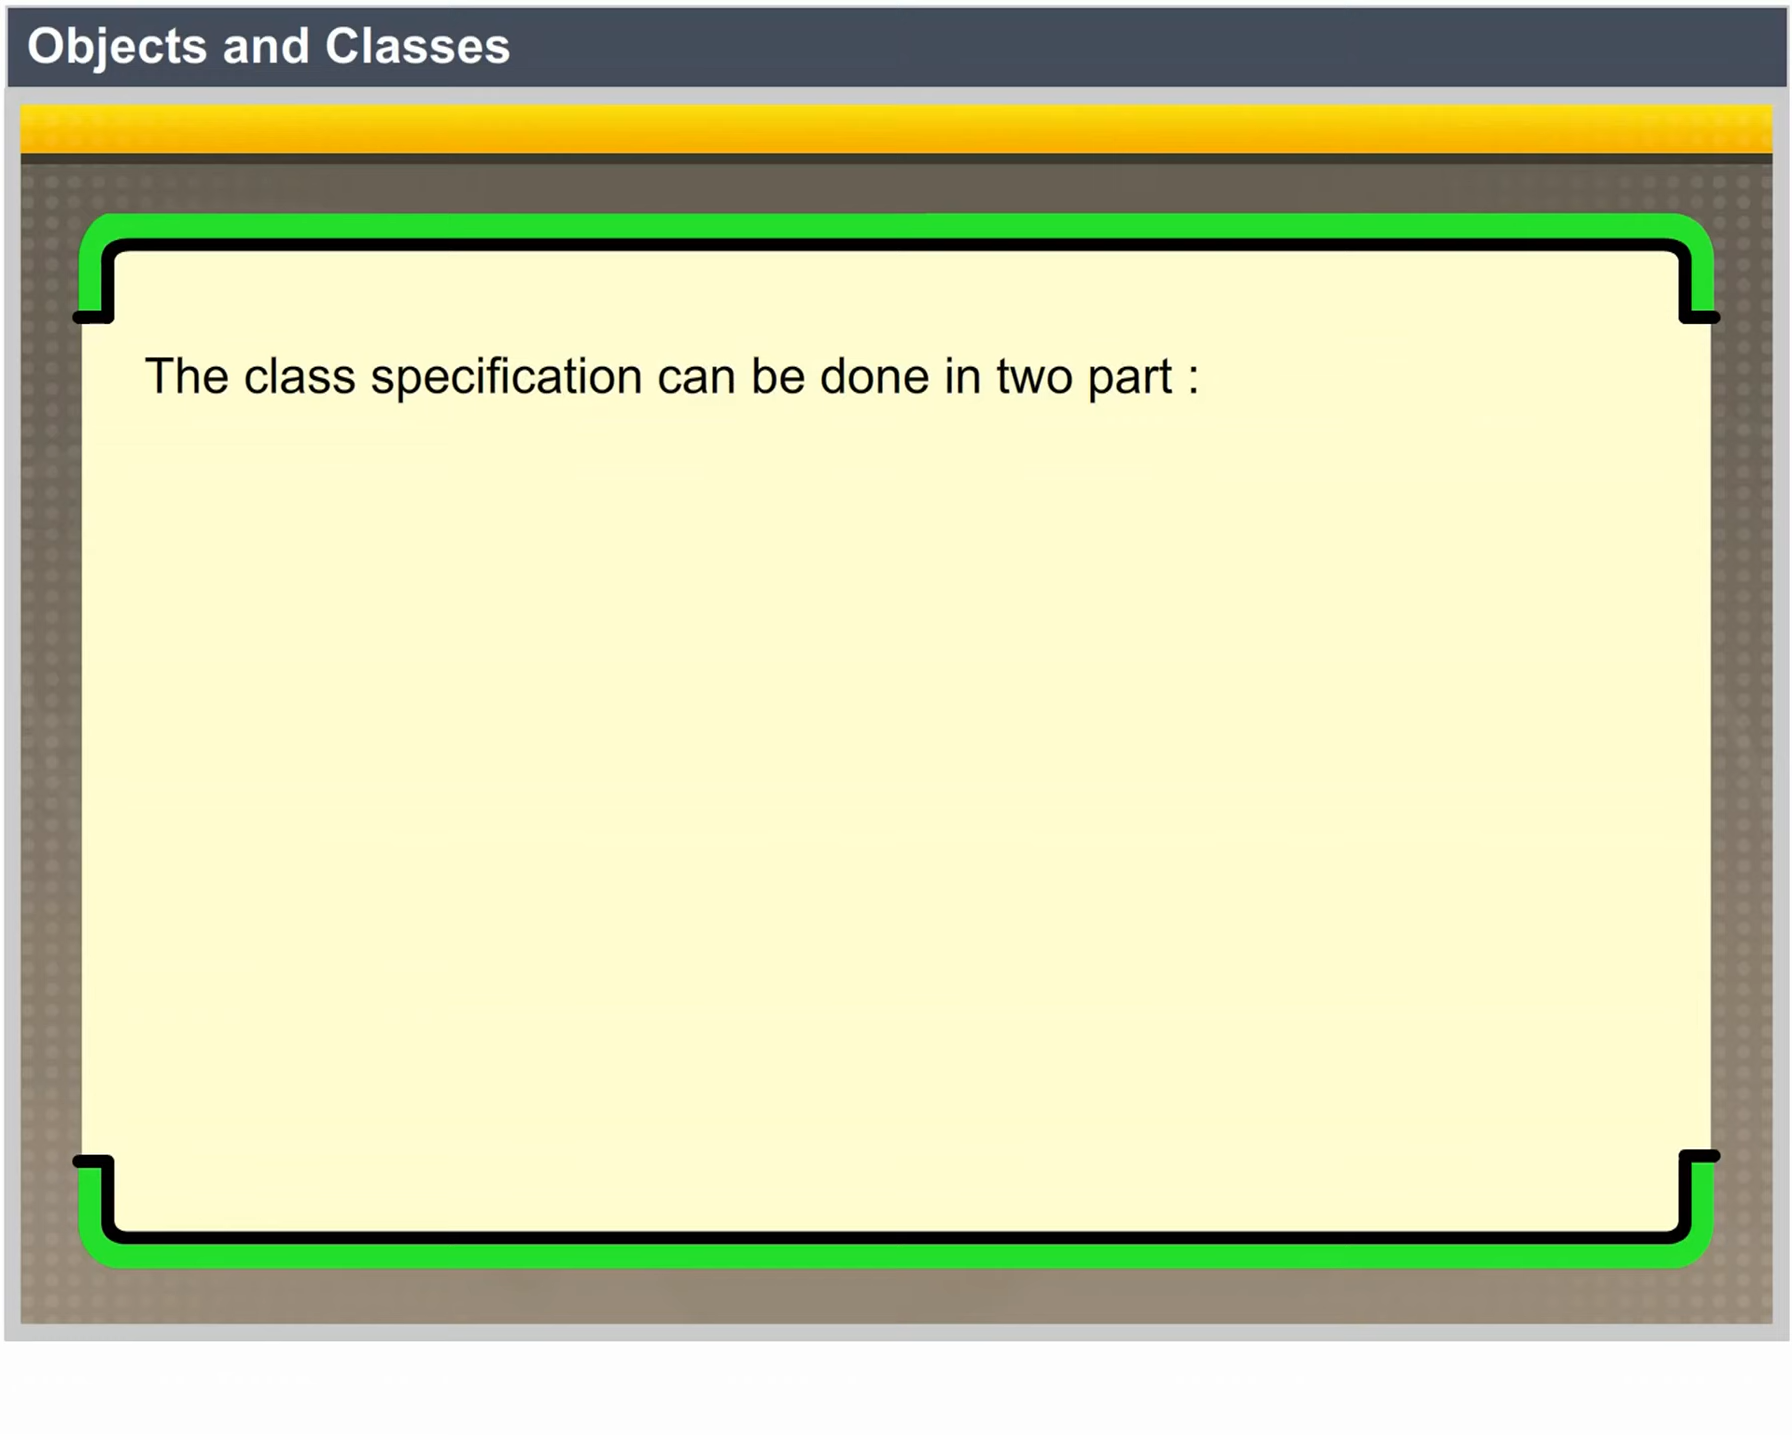 Objects and Classes
The class specification can be done in two part :